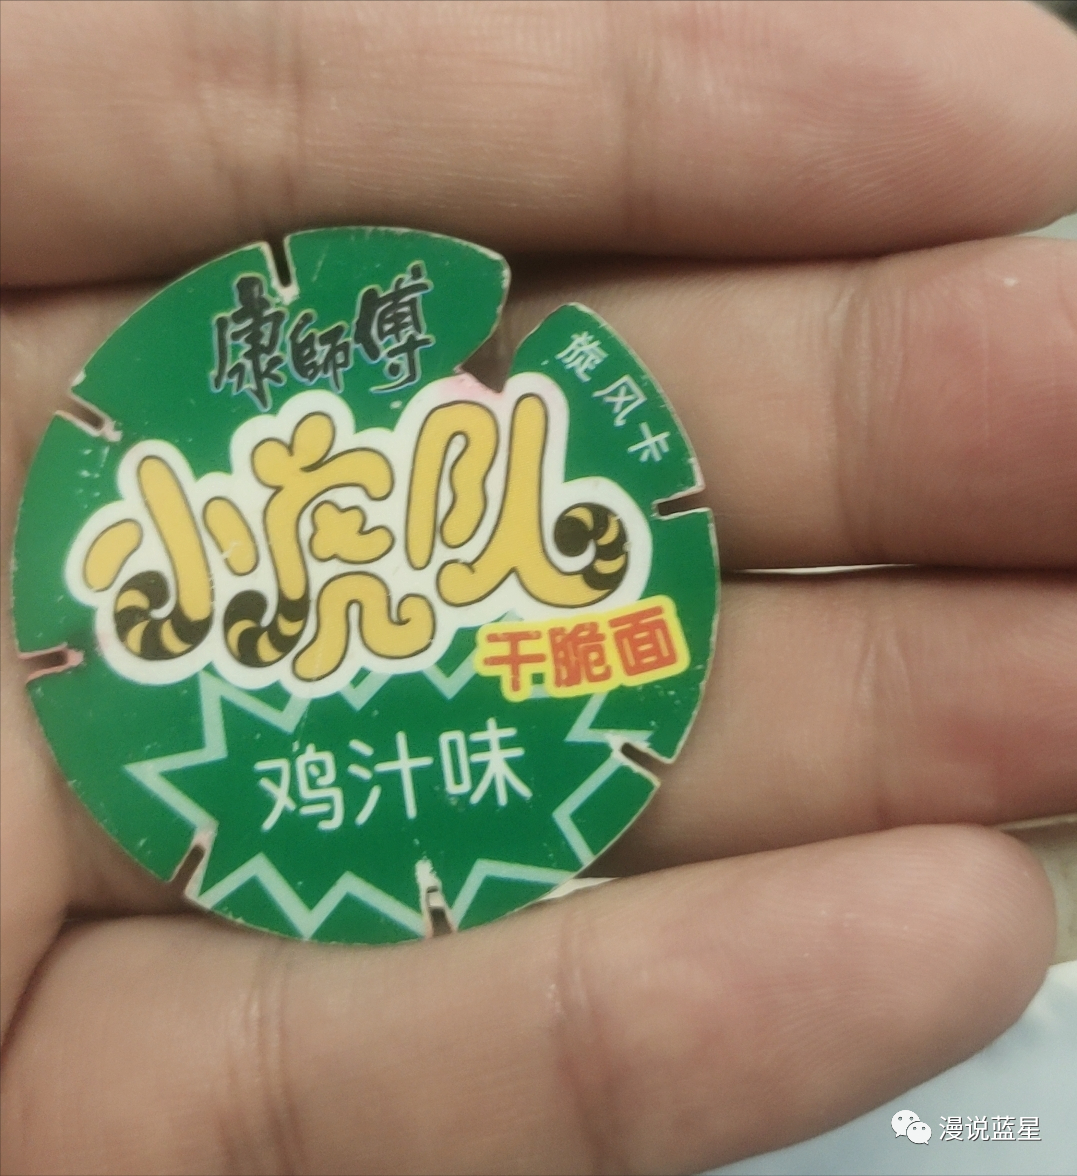 康師傅
旋风卡
小虎队
干脆面
鸡汁味
漫说蓝星